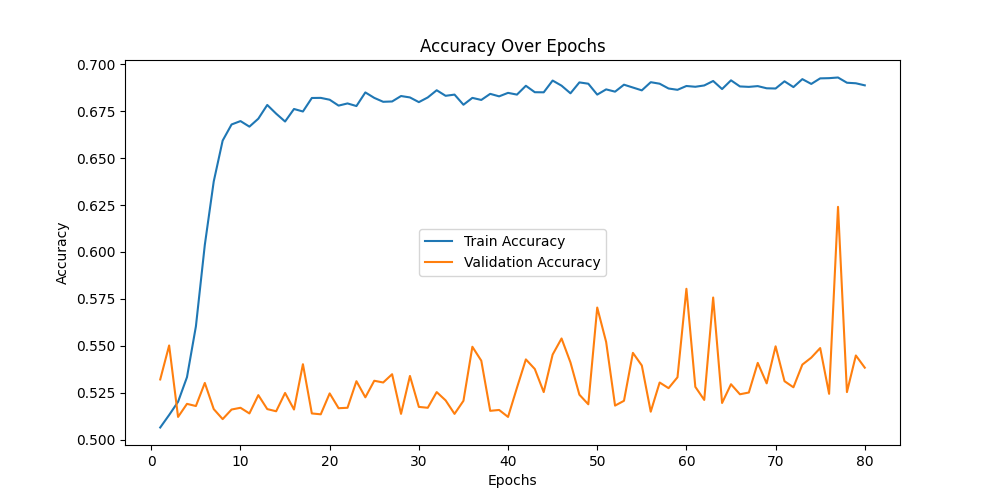 Accuracy Over Epochs
0.700
0.675
0.650
0.625
0.600
0.575
0.550
0.525
0.500
Accuracy
Train Accuracy
Validation Accuracy
0 10 20 30 40 50 60 70 80
Epochs